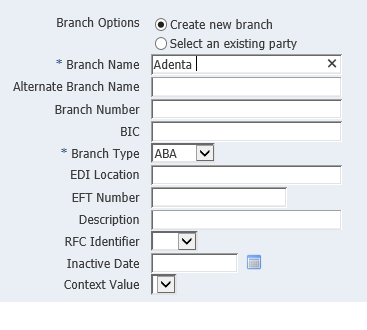 Branch Options Create new branch
Select an existing party
* Branch Name Adenta
Alternate Branch Name
Branch Number
BIC
* Branch Type ABA
EDI Location
EFT Number
Description
RFC Identifier
Inactive Date
Context Value